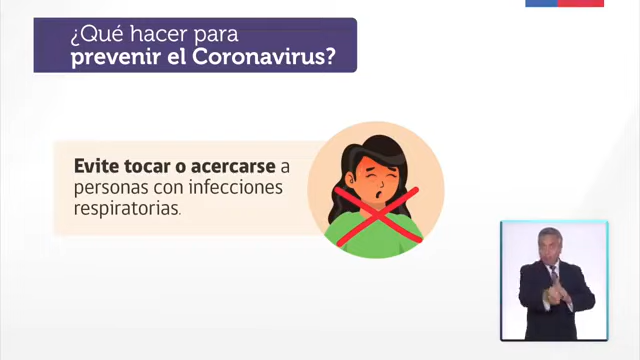 ¿Qué hacer para
prevenir el Coronavirus?
Evite tocar o acercarse a
personas con infecciones
respiratorias.